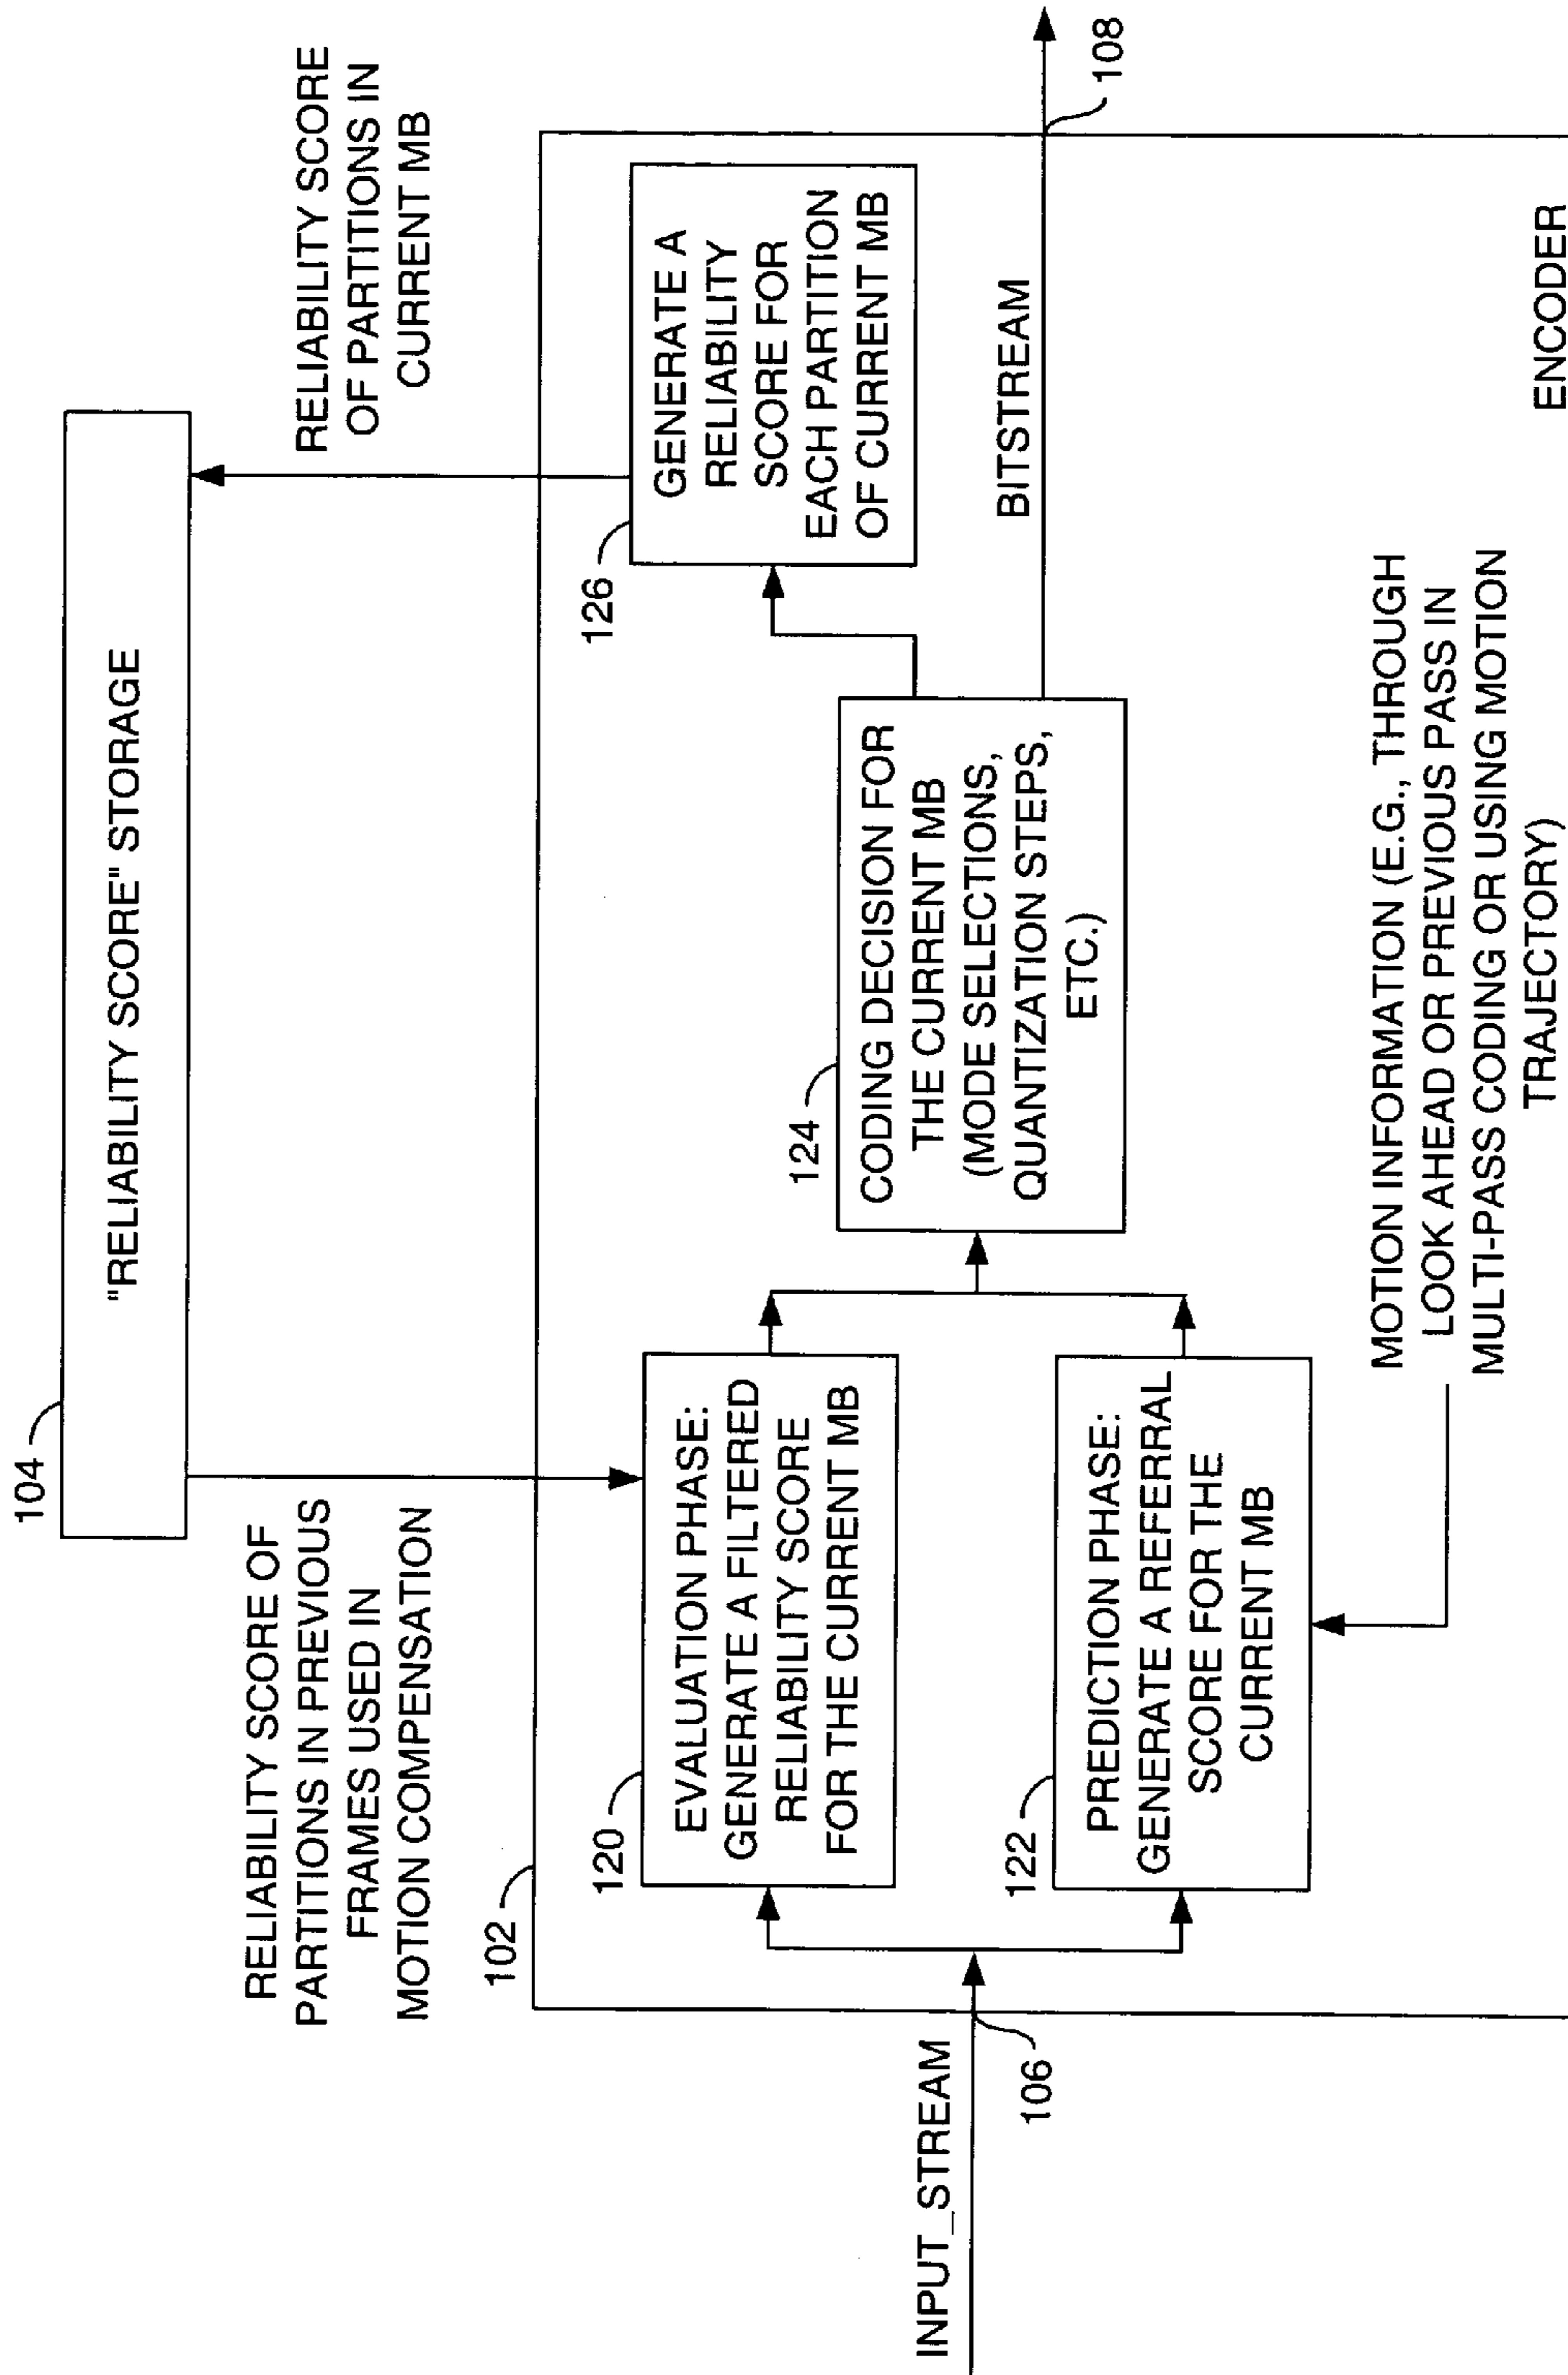 104
"RELIABILITY SCORE" STORAGE
RELIABILITY SCORE OF
PARTITIONS IN PREVIOUS
FRAMES USED IN
MOTION COMPENSATION
RELIABILITY SCORE
OF PARTITIONS IN
CURRENT MB
102
120
EVALUATION PHASE:
GENERATE A FILTERED
RELIABILITY SCORE
FOR THE CURRENT MB
126
GENERATE A
RELIABILITY
SCORE FOR
EACH PARTITION
OF CURRENT MB
124
CODING DECISION FOR
THE CURRENT MB
(MODE SELECTIONS,
QUANTIZATION STEPS,
ETC.)
INPUT_STREAM
106
BITSTREAM
108
122
PREDICTION PHASE:
GENERATE A REFERRAL
SCORE FOR THE
CURRENT MB
MOTION INFORMATION (E.G., THROUGH
LOOK AHEAD OR PREVIOUS PASS IN
MULTI-PASS CODING OR USING MOTION
TRAJECTORY)
ENCODER